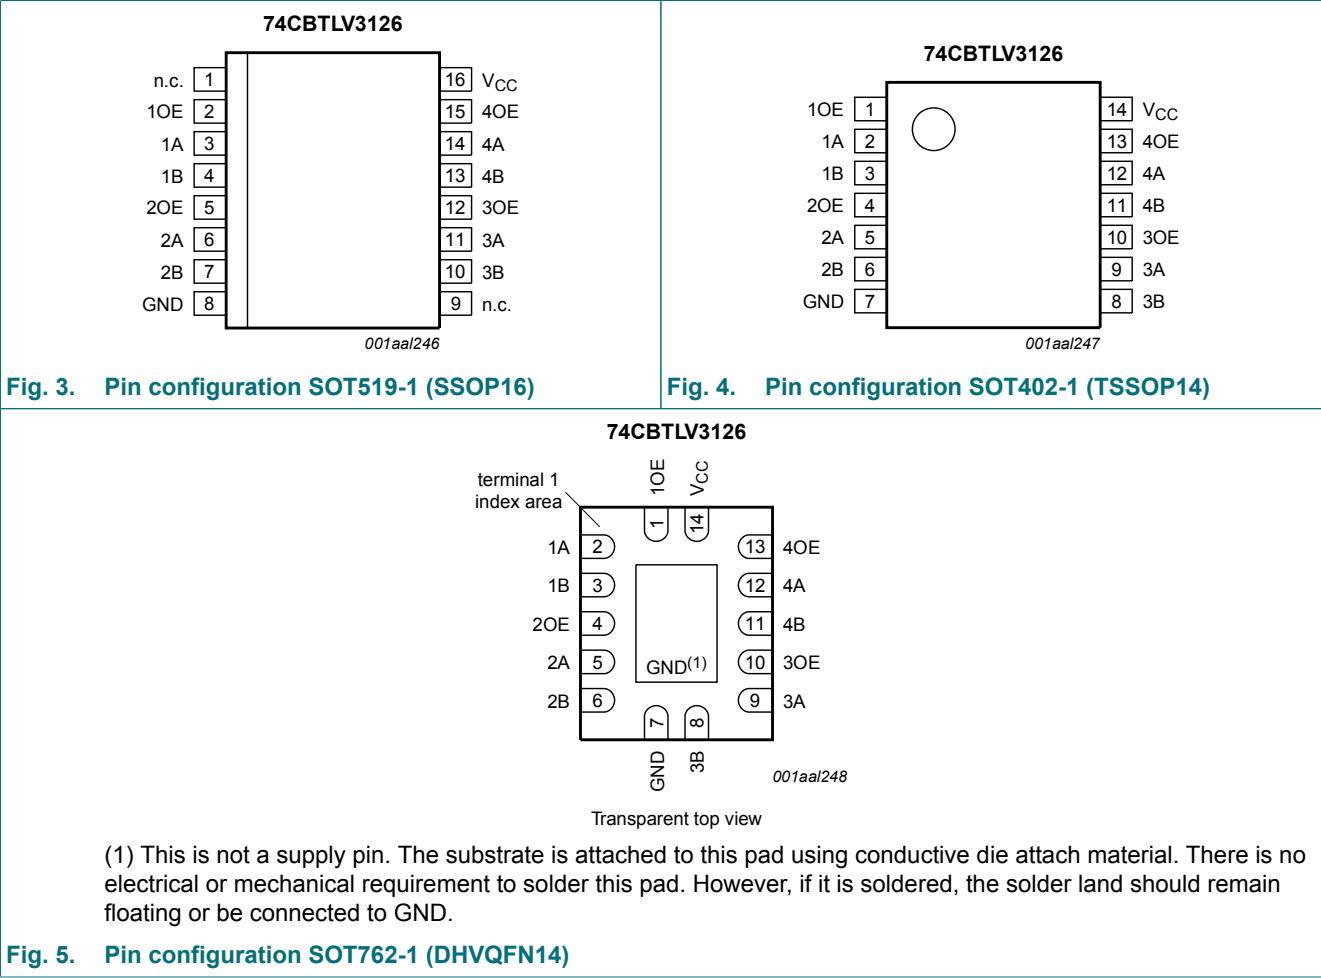 74CBTLV3126
n.c. 1
1OE 2
1A 3
1B 4
2OE 5
2A 6
2B 7
GND 8
16 VCC
15 4OE
14 4A
13 4B
12 3OE
11 3A
10 3B
9 n.c.
001aal246
Fig. 3. Pin configuration SOT519-1 (SSOP16)
74CBTLV3126
1OE 1
1A 2
1B 3
2OE 4
2A 5
2B 6
GND 7
14 VCC
13 4OE
12 4A
11 4B
10 3OE
9 3A
8 3B
001aal247
Fig. 4. Pin configuration SOT402-1 (TSSOP14)
74CBTLV3126
terminal 1
index area
1OE 1
VCC 14
1A 2
1B 3
2OE 4
2A 5
2B 6
13 4OE
12 4A
11 4B
10 3OE
9 3A
GND(1)
7 GND
8 3B
001aal248
Transparent top view
(1) This is not a supply pin. The substrate is attached to this pad using conductive die attach material. There is no
electrical or mechanical requirement to solder this pad. However, if it is soldered, the solder land should remain
floating or be connected to GND.
Fig. 5. Pin configuration SOT762-1 (DHVQFN14)